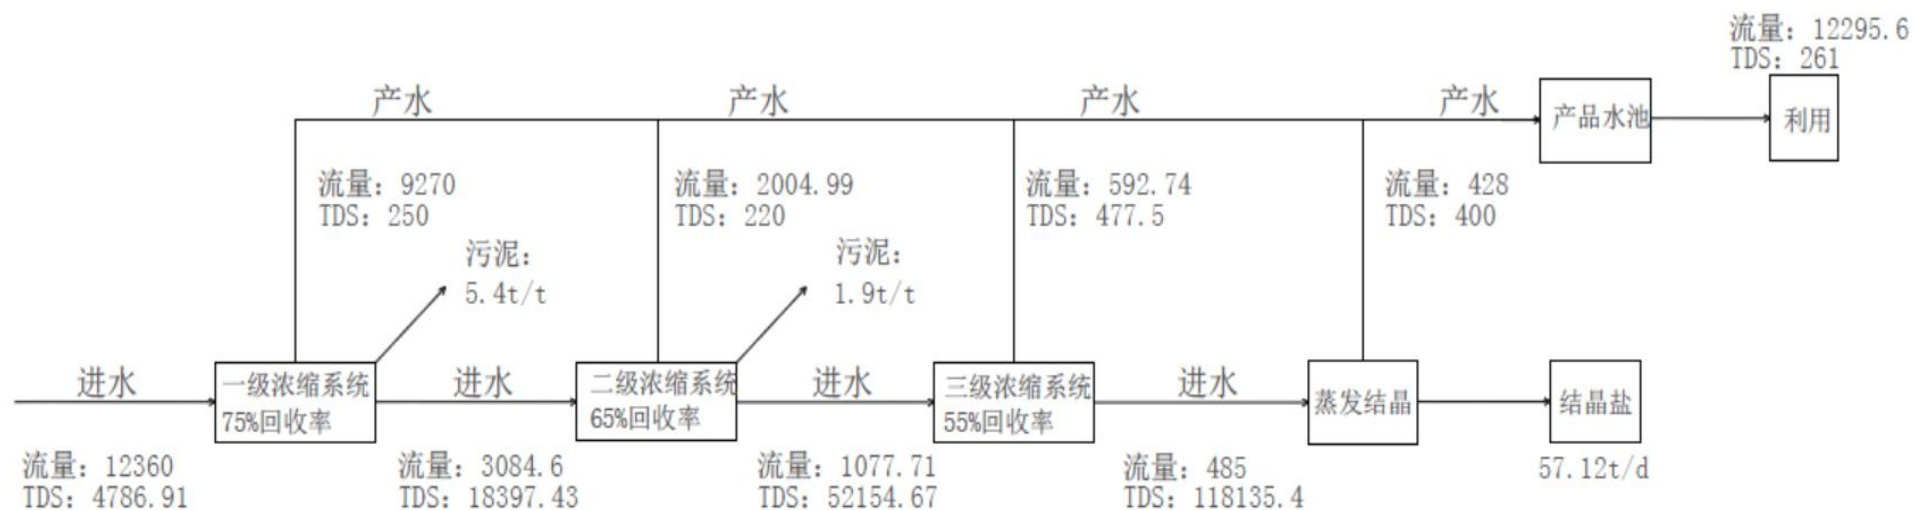 流量：12295.6
TDS：261
产水
产水
产水
产水
产品水池
利用
流量：9270
TDS：250
流量：2004.99
TDS：220
流量：592.74
TDS：477.5
流量：428
TDS：400
污泥：
5.4t/t
污泥：
1.9t/t
进水
一级浓缩系统
75%回收率
进水
二级浓缩系统
65%回收率
进水
三级浓缩系统
55%回收率
进水
蒸发结晶
结晶盐
流量：12360
TDS：4786.91
流量：3084.6
TDS：18397.43
流量：1077.71
TDS：52154.67
流量：485
TDS：118135.4
57.12t/d